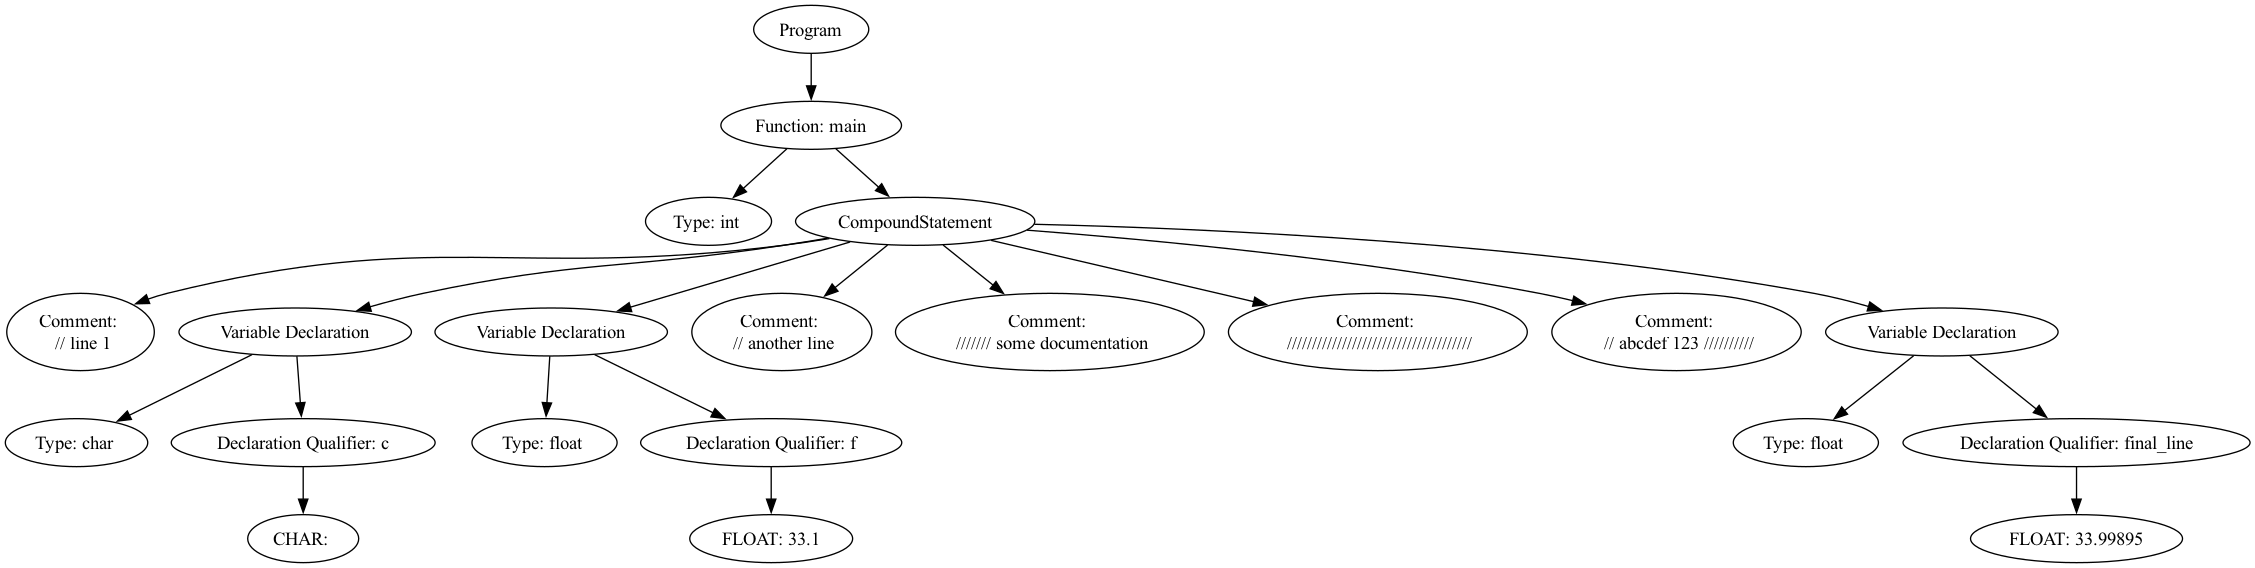 Program
Function: main
Type: int
CompoundStatement
Comment:
// line 1
Variable Declaration
Variable Declaration
Comment:
// another line
Comment:
/////// some documentation
Comment:
/////////////////////////////////////
Comment:
// abcdef 123 //////////
Variable Declaration
Type: char
Declaration Qualifier: c
Type: float
Declaration Qualifier: f
Type: float
Declaration Qualifier: final_line
CHAR:
FLOAT: 33.1
FLOAT: 33.99895